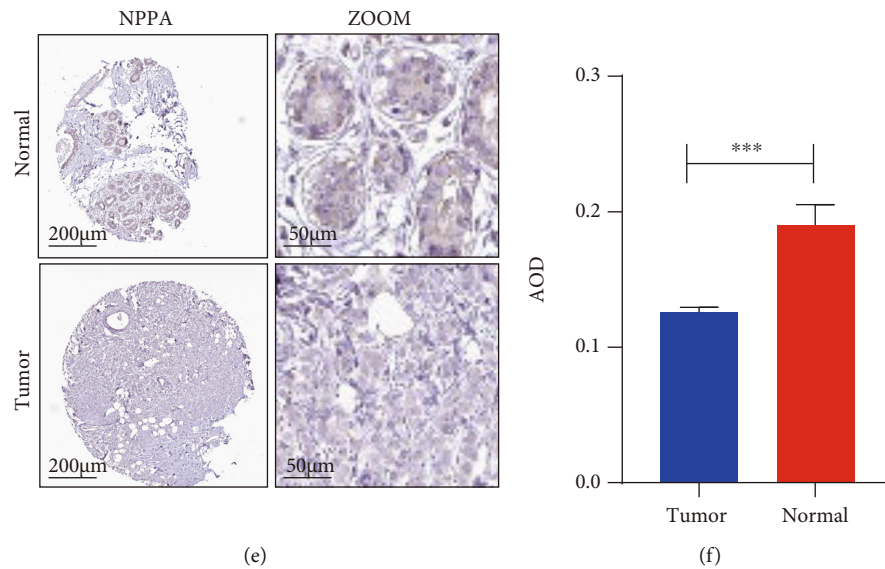 NPPA
ZOOM
Normal
200μm
50μm
Tumor
200μm
50μm
(e)
AOD
0.3
0.2
0.1
0.0
***
Tumor
Normal
(f)